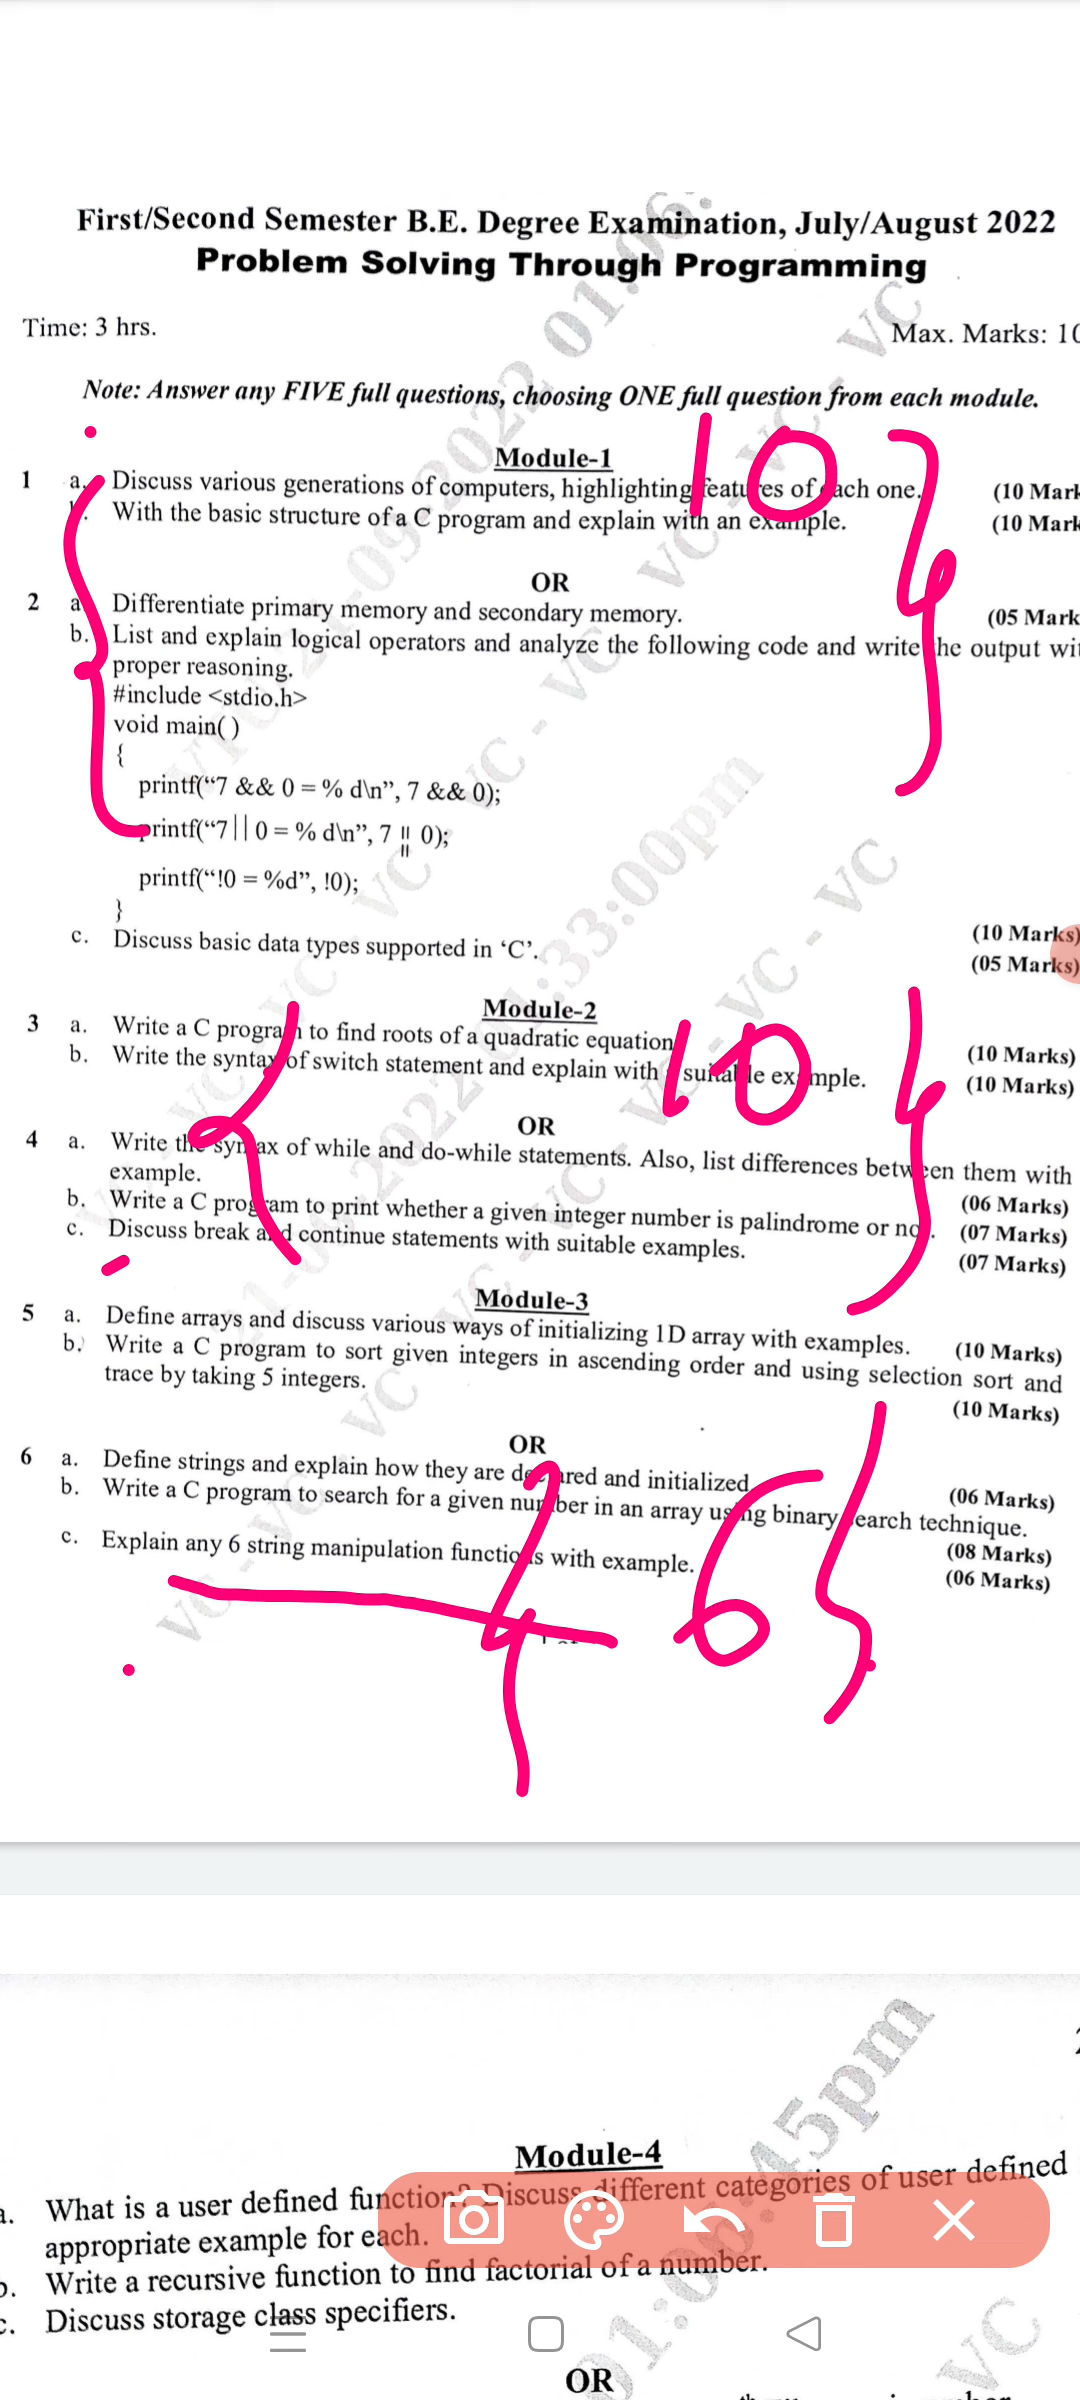 First/Second Semester B.E. Degree Examination, July/August 2022
Problem Solving Through Programming
Time: 3 hrs.
Max. Marks: 10
Note: Answer any FIVE full questions, choosing ONE full question from each module.
Module-1
10
1 a. Discuss various generations of computers, highlighting features of each one. (10 Mark
b. With the basic structure of a C program and explain with an example. (10 Mark
OR
2 a. Differentiate primary memory and secondary memory. (05 Mark
b. List and explain logical operators and analyze the following code and write the output wit
proper reasoning.
#include <stdio.h>
void main( )
{
printf(“7 && 0 = % d\n”, 7 && 0);
printf(“7 || 0 = % d\n”, 7 || 0);
printf(“!0 = %d”, !0);
}
(10 Marks)
c. Discuss basic data types supported in ‘C’. (05 Marks)
Module-2
10
3 a. Write a C program to find roots of a quadratic equation (10 Marks)
b. Write the syntax of switch statement and explain with suitable example. (10 Marks)
OR
4 a. Write the syntax of while and do-while statements. Also, list differences between them with
example. (06 Marks)
b. Write a C program to print whether a given integer number is palindrome or not. (07 Marks)
c. Discuss break and continue statements with suitable examples. (07 Marks)
Module-3
5 a. Define arrays and discuss various ways of initializing 1D array with examples. (10 Marks)
b. Write a C program to sort given integers in ascending order and using selection sort and
trace by taking 5 integers. (10 Marks)
OR
6 a. Define strings and explain how they are declared and initialized (06 Marks)
b. Write a C program to search for a given number in an array using binary search technique.
(08 Marks)
c. Explain any 6 string manipulation functions with example. (06 Marks)
6
Module-4
a. What is a user defined function? Discuss different categories of user defined
appropriate example for each.
b. Write a recursive function to find factorial of a number.
c. Discuss storage class specifiers.
OR